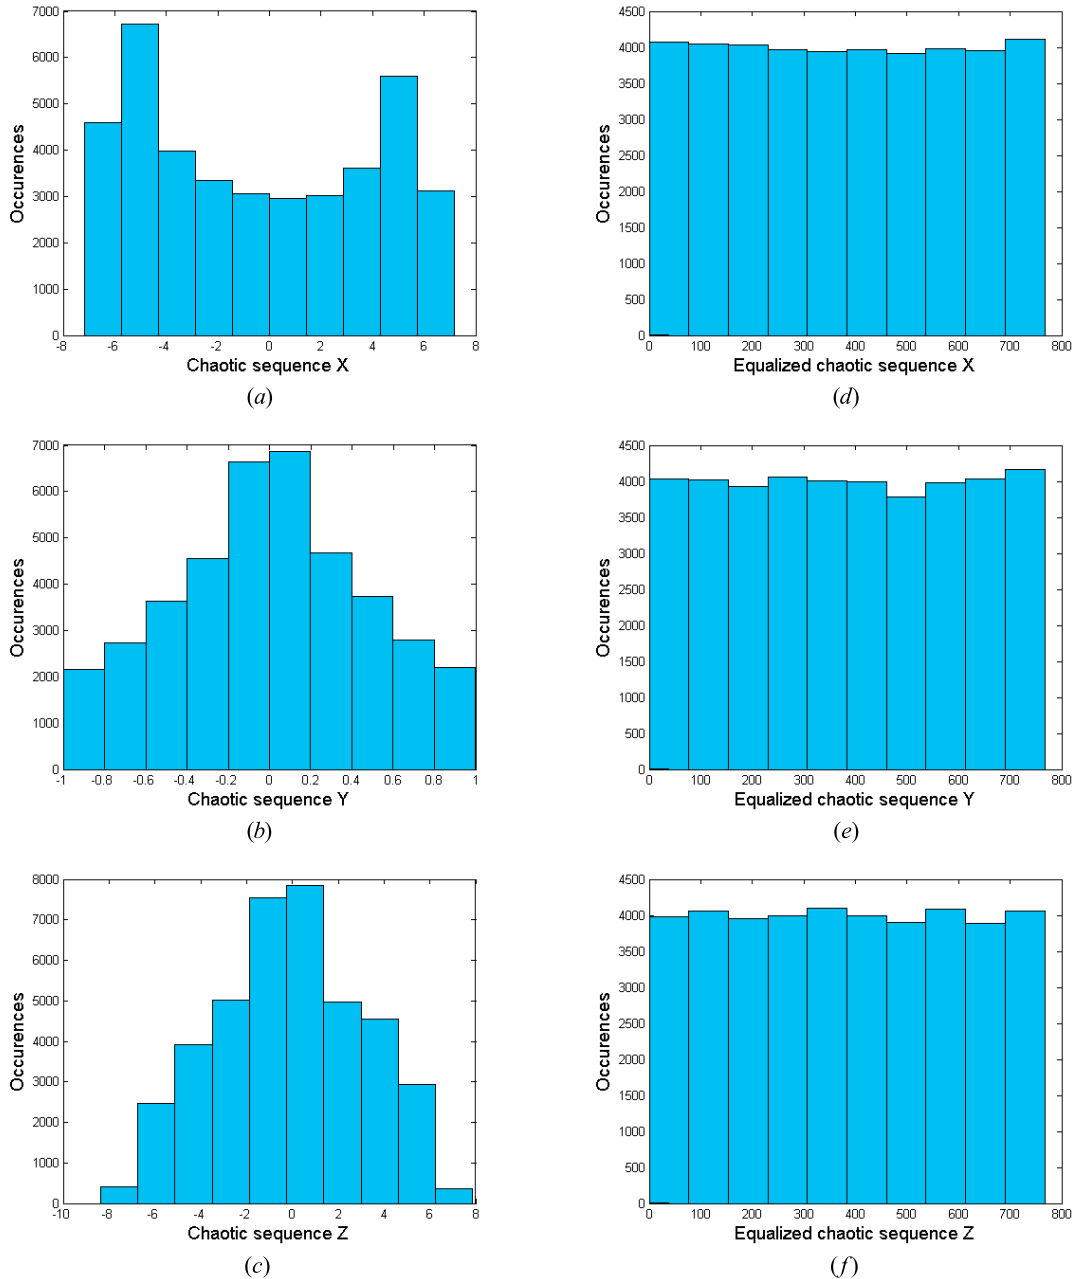 7000
6000
5000
4000
3000
2000
1000
0
-8 -6 -4 -2 0 2 4 6 8
Occurences
Chaotic sequence X
(a)
4500
4000
3500
3000
2500
2000
1500
1000
500
0
0 100 200 300 400 500 600 700 800
Occurences
Equalized chaotic sequence X
(d)
7000
6000
5000
4000
3000
2000
1000
0
-1 -0.8 -0.6 -0.4 -0.2 0 0.2 0.4 0.6 0.8 1
Occurences
Chaotic sequence Y
(b)
4500
4000
3500
3000
2500
2000
1500
1000
500
0
0 100 200 300 400 500 600 700 800
Occurences
Equalized chaotic sequence Y
(e)
8000
7000
6000
5000
4000
3000
2000
1000
0
-10 -8 -6 -4 -2 0 2 4 6 8
Occurences
Chaotic sequence Z
(c)
4500
4000
3500
3000
2500
2000
1500
1000
500
0
0 100 200 300 400 500 600 700 800
Occurences
Equalized chaotic sequence Z
(f)